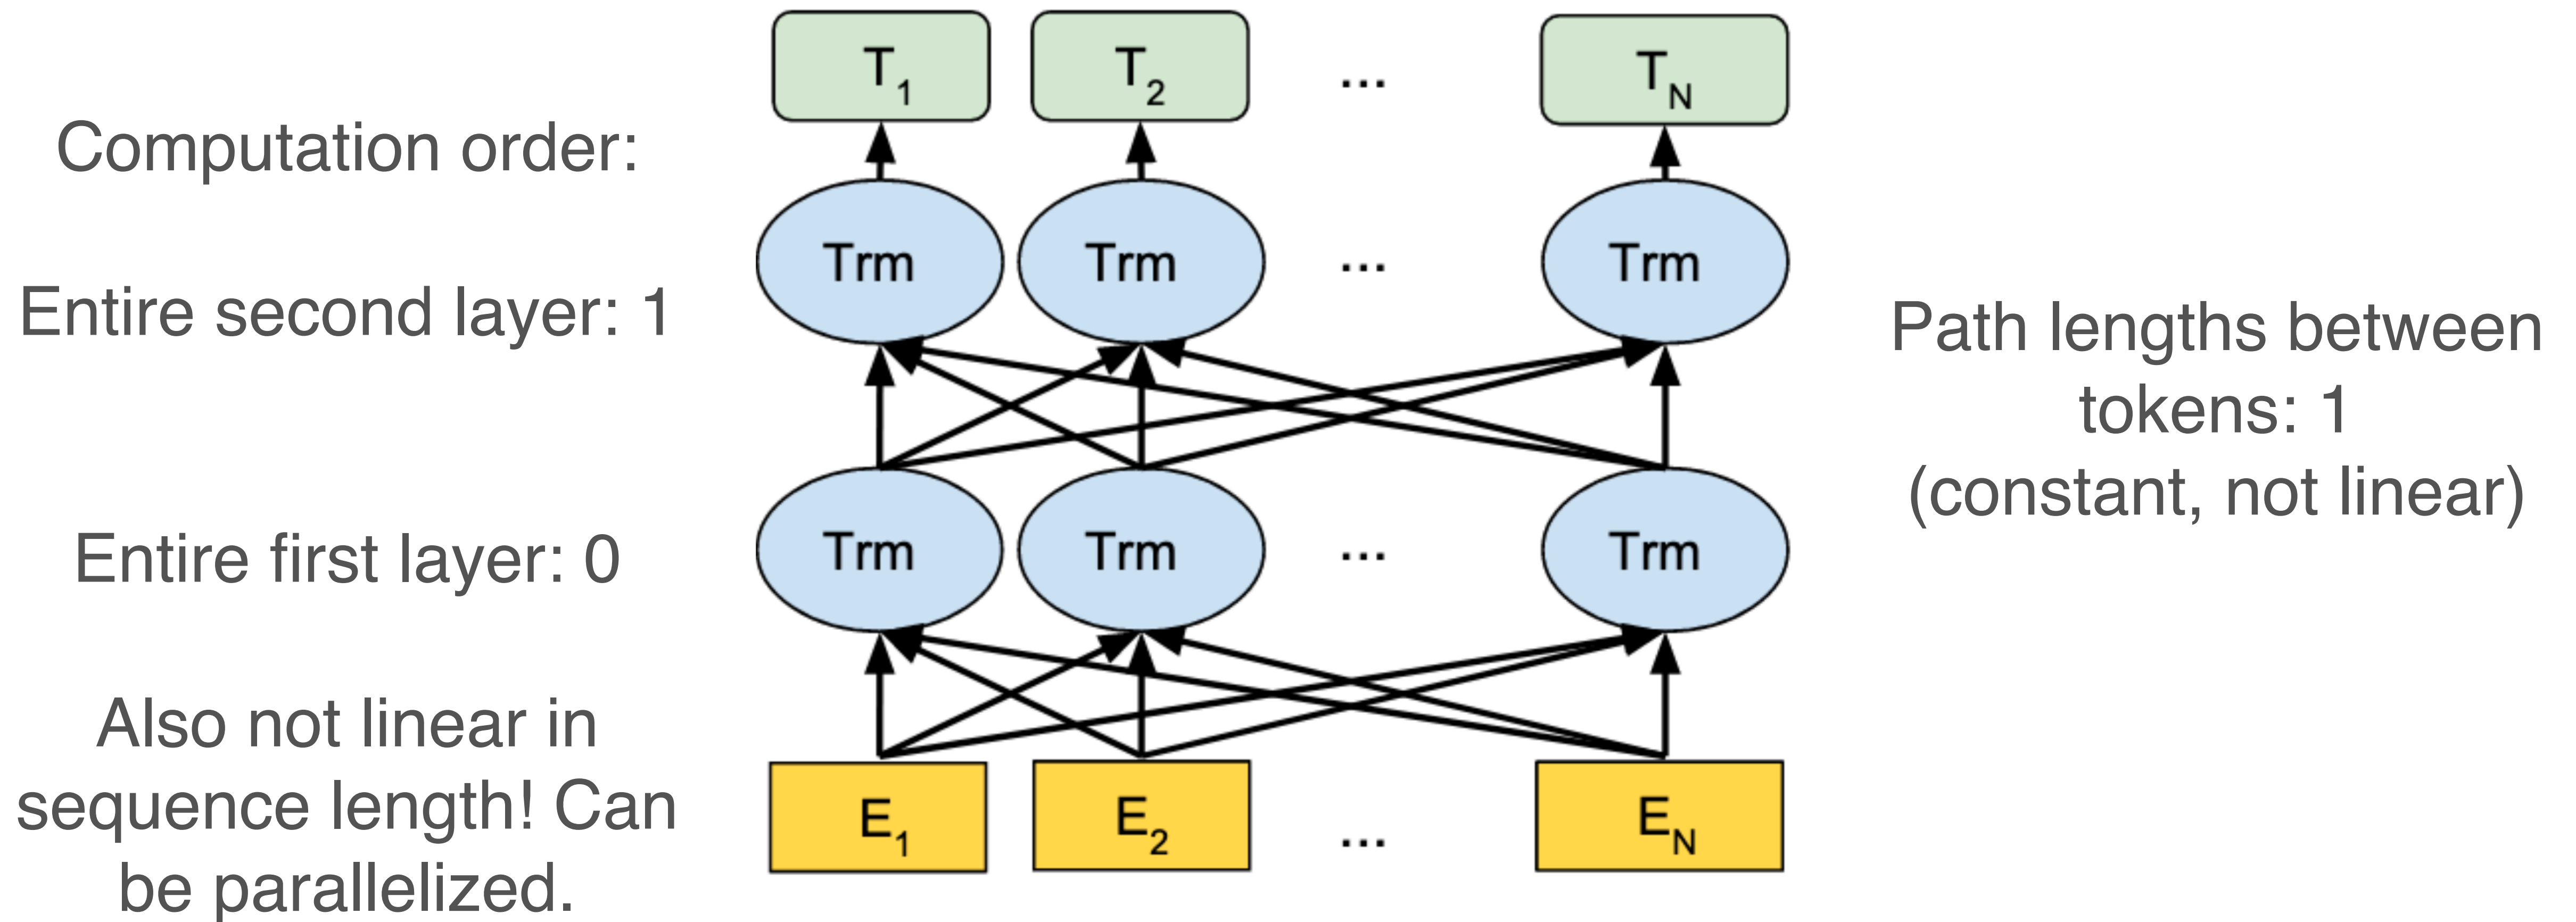 Computation order:
Entire second layer: 1
Entire first layer: 0
Also not linear in
sequence length! Can
be parallelized.
T1 T2 ... TN
Trm Trm ... Trm
Trm Trm ... Trm
E1 E2 ... EN
Path lengths between
tokens: 1
(constant, not linear)